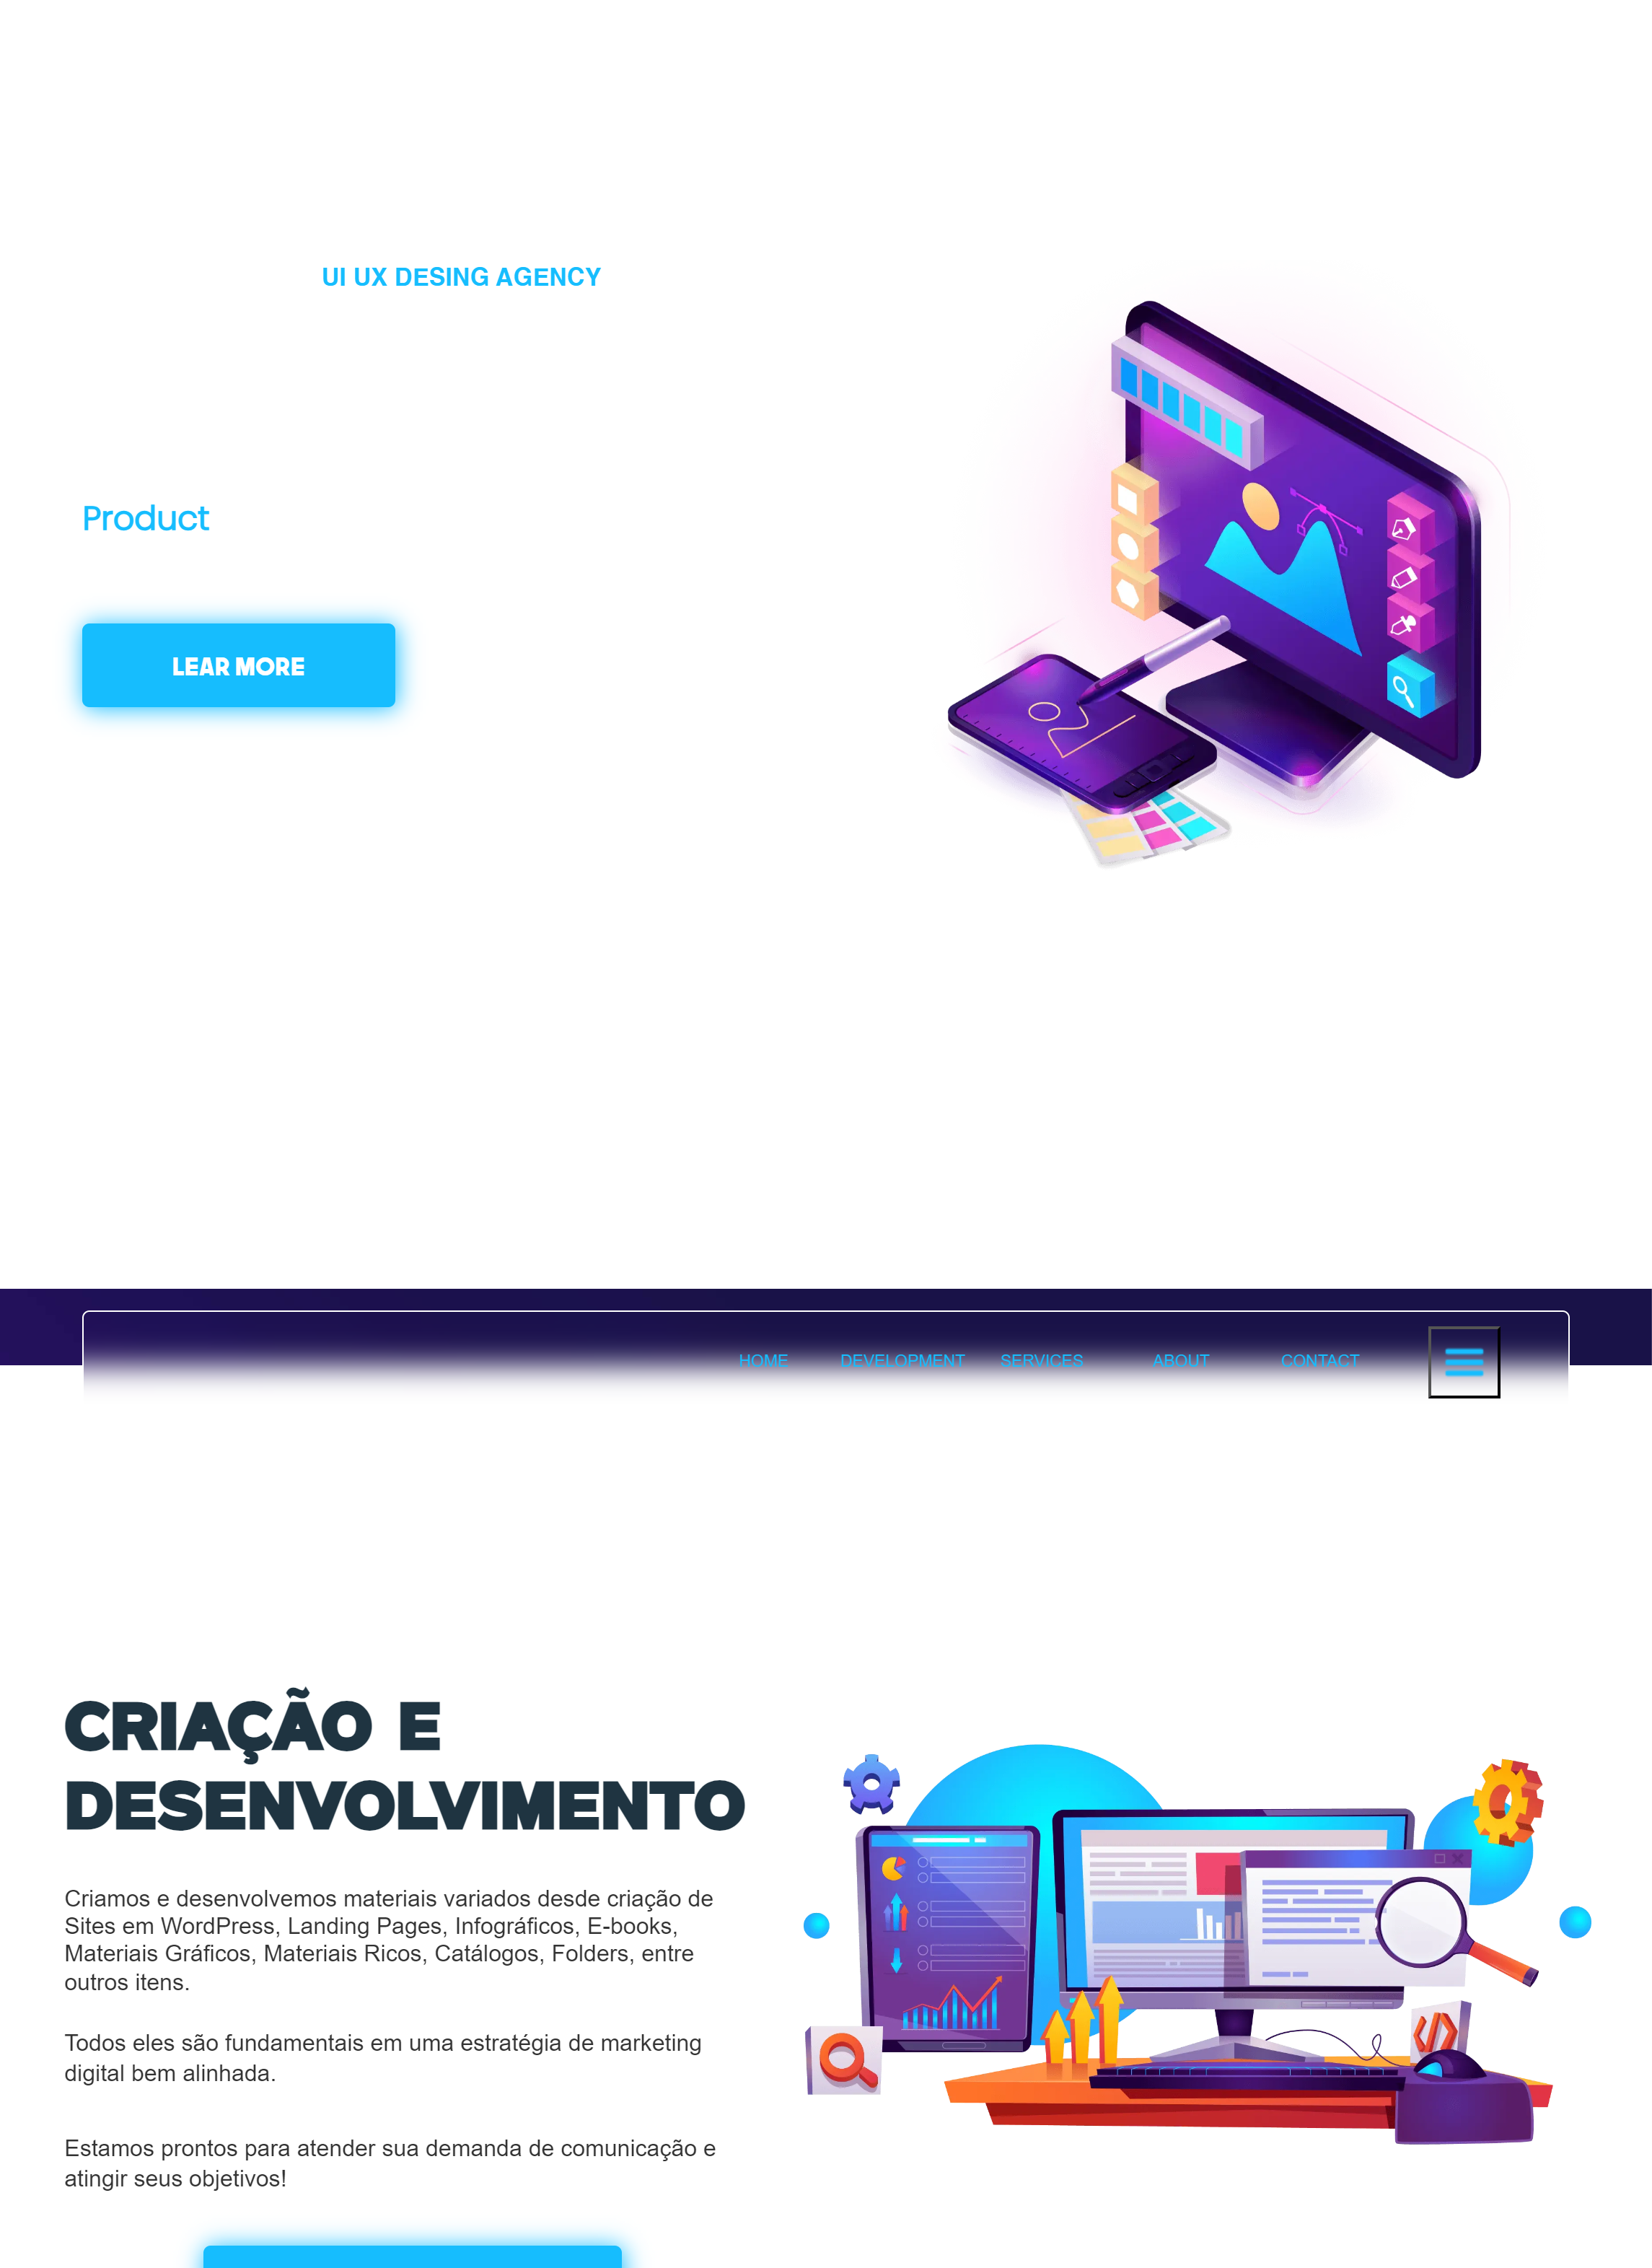 UI UX DESING AGENCY
Product
LEAR MORE
HOME DEVELOPMENT SERVICES ABOUT CONTACT
CRIAÇÃO E
DESENVOLVIMENTO
Criamos e desenvolvemos materiais variados desde criação de
Sites em WordPress, Landing Pages, Infográficos, E-books,
Materiais Gráficos, Materiais Ricos, Catálogos, Folders, entre
outros itens.
Todos eles são fundamentais em uma estratégia de marketing
digital bem alinhada.
Estamos prontos para atender sua demanda de comunicação e
atingir seus objetivos!